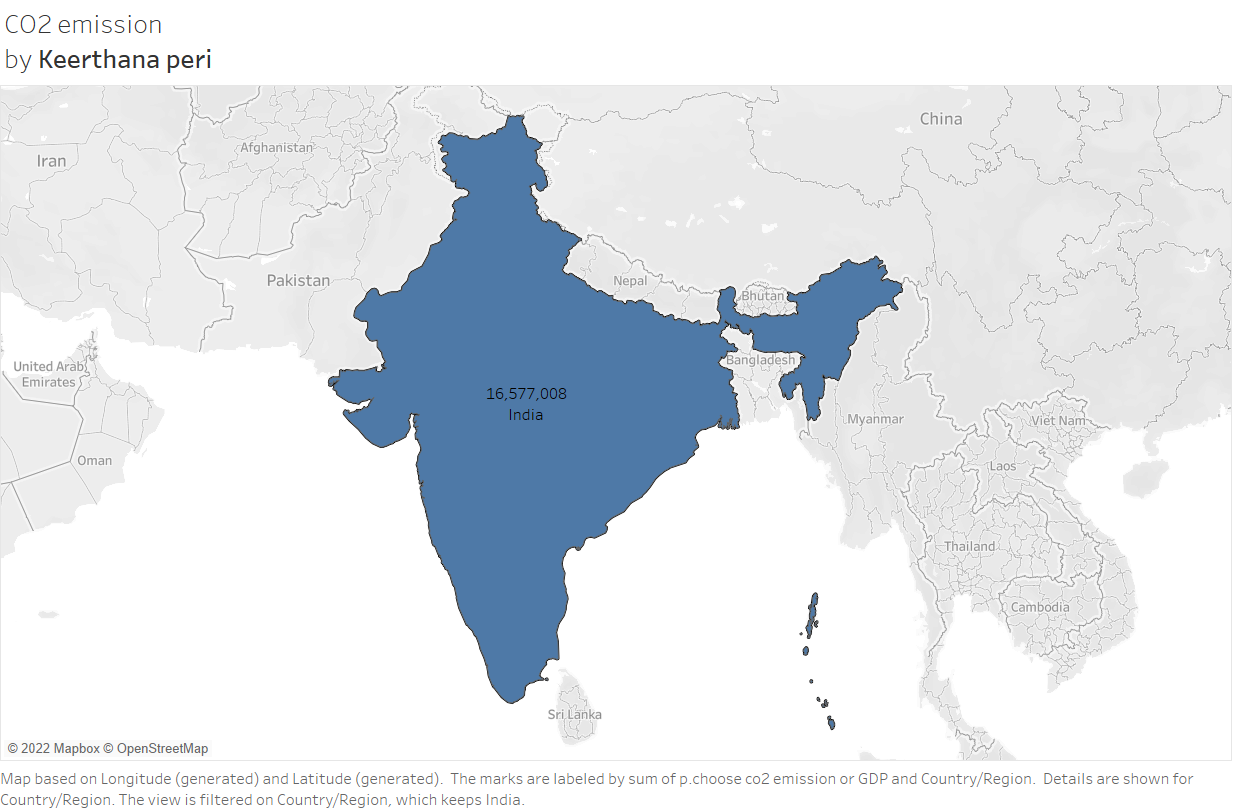 CO2 emission
by Keerthana peri
China
Afghanistan
Iran
Pakistan
Nepal
Bhutan
United Arab
Emirates
Bangladesh
16,577,008
India
Myanmar
Viet Nam
Oman
Laos
Thailand
Cambodia
Sri Lanka
© 2022 Mapbox © OpenStreetMap
Map based on Longitude (generated) and Latitude (generated).  The marks are labeled by sum of p.choose co2 emission or GDP and Country/Region.  Details are shown for
Country/Region. The view is filtered on Country/Region, which keeps India.